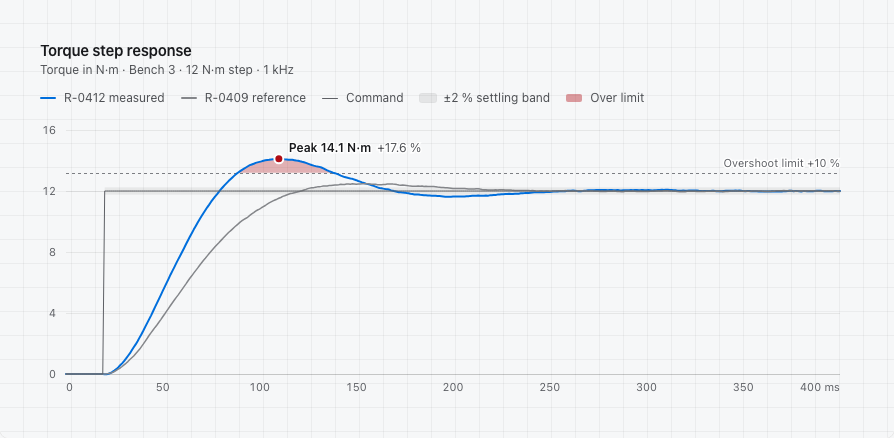 Torque step response
Torque in N·m · Bench 3 · 12 N·m step · 1 kHz
R-0412 measured R-0409 reference Command ±2 % settling band Over limit
16
Peak 14.1 N·m +17.6 %
Overshoot limit +10 %
12
8
4
0
0 50 100 150 200 250 300 350 400 ms